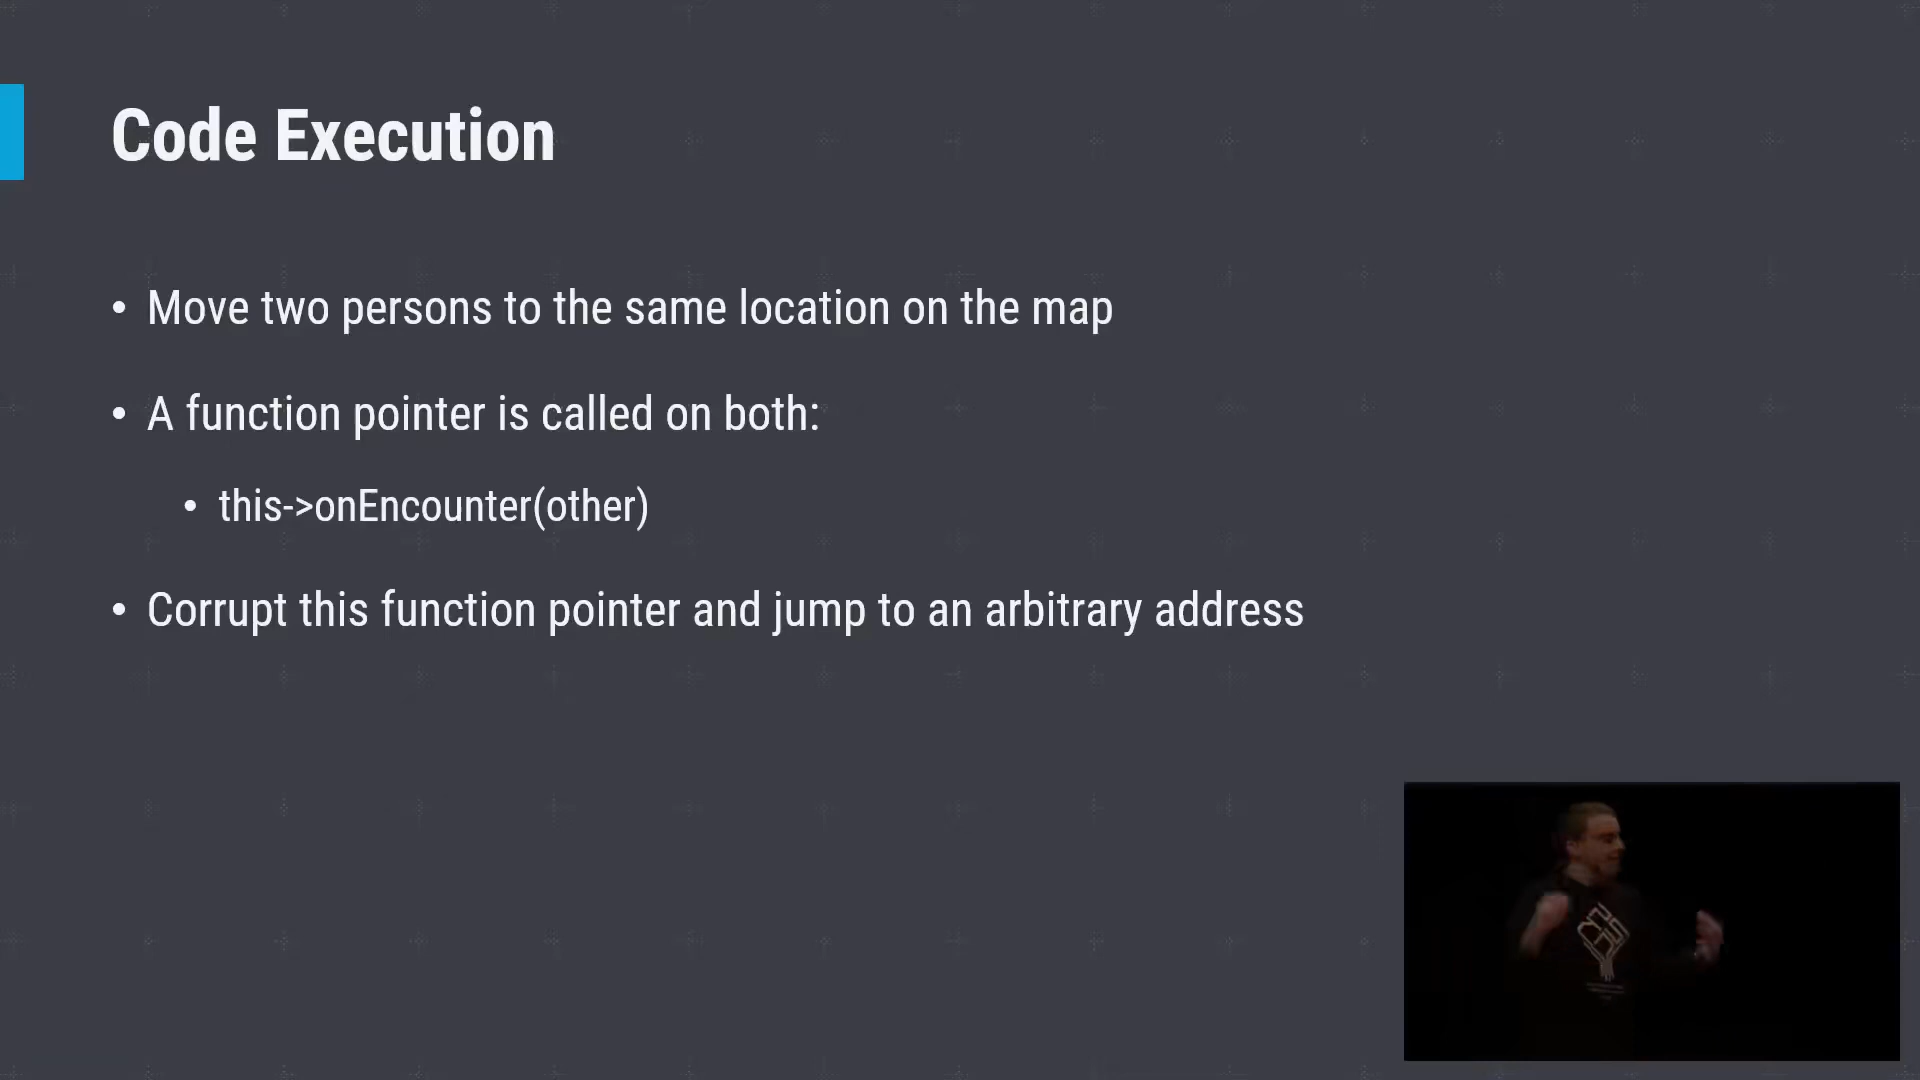 Code Execution
• Move two persons to the same location on the map
• A function pointer is called on both:
• this->onEncounter(other)
• Corrupt this function pointer and jump to an arbitrary address